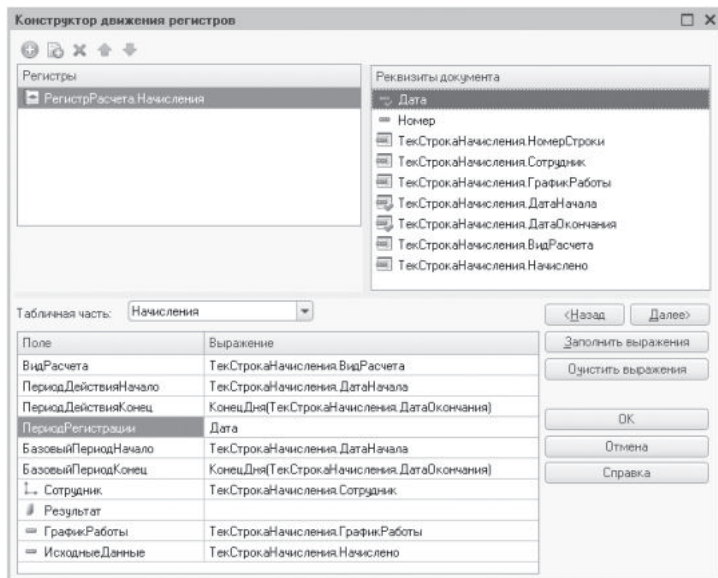 Конструктор движения регистров
Регистры
РегистрРасчета.Начисления
Реквизиты документа
Дата
Номер
ТекСтрокаНачисления.НомерСтроки
ТекСтрокаНачисления.Сотрудник
ТекСтрокаНачисления.ГрафикРаботы
ТекСтрокаНачисления.ДатаНачала
ТекСтрокаНачисления.ДатаОкончания
ТекСтрокаНачисления.ВидРасчета
ТекСтрокаНачисления.Начислено
Табличная часть: Начисления
<Назад Далее>
Заполнить выражения
Очистить выражения
OK
Отмена
Справка
Поле Выражение
ВидРасчета ТекСтрокаНачисления.ВидРасчета
ПериодДействияНачало ТекСтрокаНачисления.ДатаНачала
ПериодДействияКонец КонецДня(ТекСтрокаНачисления.ДатаОкончания)
ПериодРегистрации Дата
БазовыйПериодНачало ТекСтрокаНачисления.ДатаНачала
БазовыйПериодКонец КонецДня(ТекСтрокаНачисления.ДатаОкончания)
Сотрудник ТекСтрокаНачисления.Сотрудник
Результат
ГрафикРаботы ТекСтрокаНачисления.ГрафикРаботы
ИсходныеДанные ТекСтрокаНачисления.Начислено